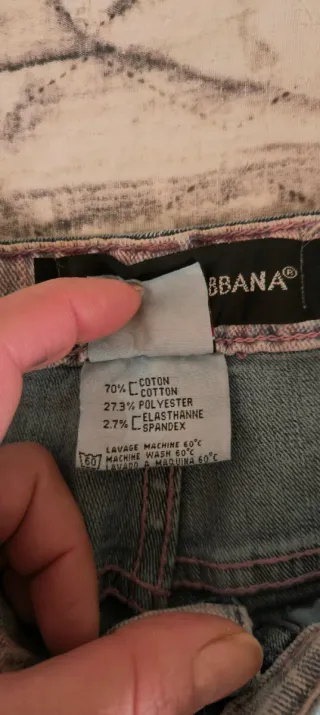 BBANA®
70% [ COTON
COTTON
27.3% POLYESTER
2.7% [ ELASTHANNE
SPANDEX
LAVAGE MACHINE 60°C
60 MACHINE WASH 60°C
LAVADO A MAQUINA 60°C